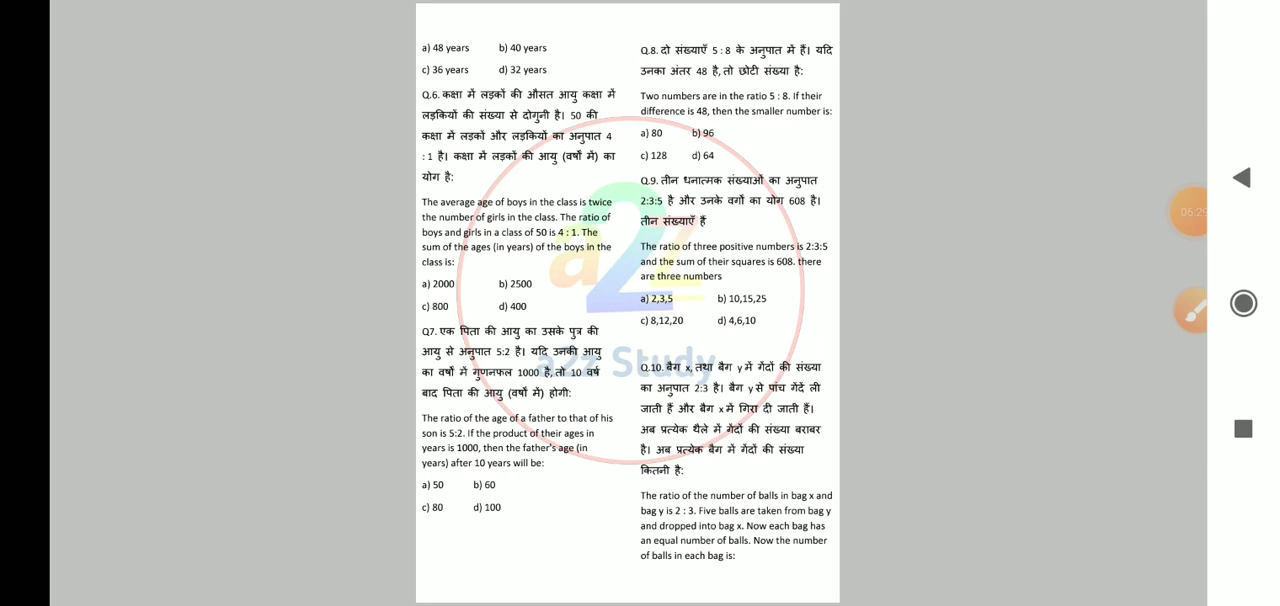 a) 48 years b) 40 years
c) 36 years d) 32 years
Q.6. कक्षा में लड़कों की औसत आयु कक्षा में
लड़कियों की संख्या से दोगुनी है। 50 की
कक्षा में लड़कों और लड़कियों का अनुपात 4
: 1 है। कक्षा में लड़कों की आयु (वर्षों में) का
योग है:
The average age of boys in the class is twice
the number of girls in the class. The ratio of
boys and girls in a class of 50 is 4 : 1. The
sum of the ages (in years) of the boys in the
class is:
a) 2000 b) 2500
c) 800 d) 400
Q7. एक पिता की आयु का उसके पुत्र की
आयु से अनुपात 5:2 है। यदि उनकी आयु
का वर्षों में गुणनफल 1000 है, तो 10 वर्ष
बाद पिता की आयु (वर्षों में) होगी:
The ratio of the age of a father to that of his
son is 5:2. If the product of their ages in
years is 1000, then the father's age (in
years) after 10 years will be:
a) 50 b) 60
c) 80 d) 100
Q.8. दो संख्याएँ 5 : 8 के अनुपात में हैं। यदि
उनका अंतर 48 है, तो छोटी संख्या है:
Two numbers are in the ratio 5 : 8. If their
difference is 48, then the smaller number is:
a) 80 b) 96
c) 128 d) 64
Q.9. तीन धनात्मक संख्याओं का अनुपात
2:3:5 है और उनके वर्गों का योग 608 है।
तीन संख्याएँ हैं
The ratio of three positive numbers is 2:3:5
and the sum of their squares is 608. there
are three numbers
a) 2,3,5 b) 10,15,25
c) 8,12,20 d) 4,6,10
Q.10. बैग x, तथा बैग y में गेंदों की संख्या
का अनुपात 2:3 है। बैग y से पांच गेंदें ली
जाती हैं और बैग x में गिरा दी जाती हैं।
अब प्रत्येक थैले में गेंदों की संख्या बराबर
है। अब प्रत्येक बैग में गेंदों की संख्या
कितनी है:
The ratio of the number of balls in bag x and
bag y is 2 : 3. Five balls are taken from bag y
and dropped into bag x. Now each bag has
an equal number of balls. Now the number
of balls in each bag is:
a2z
a2z Study
06:29